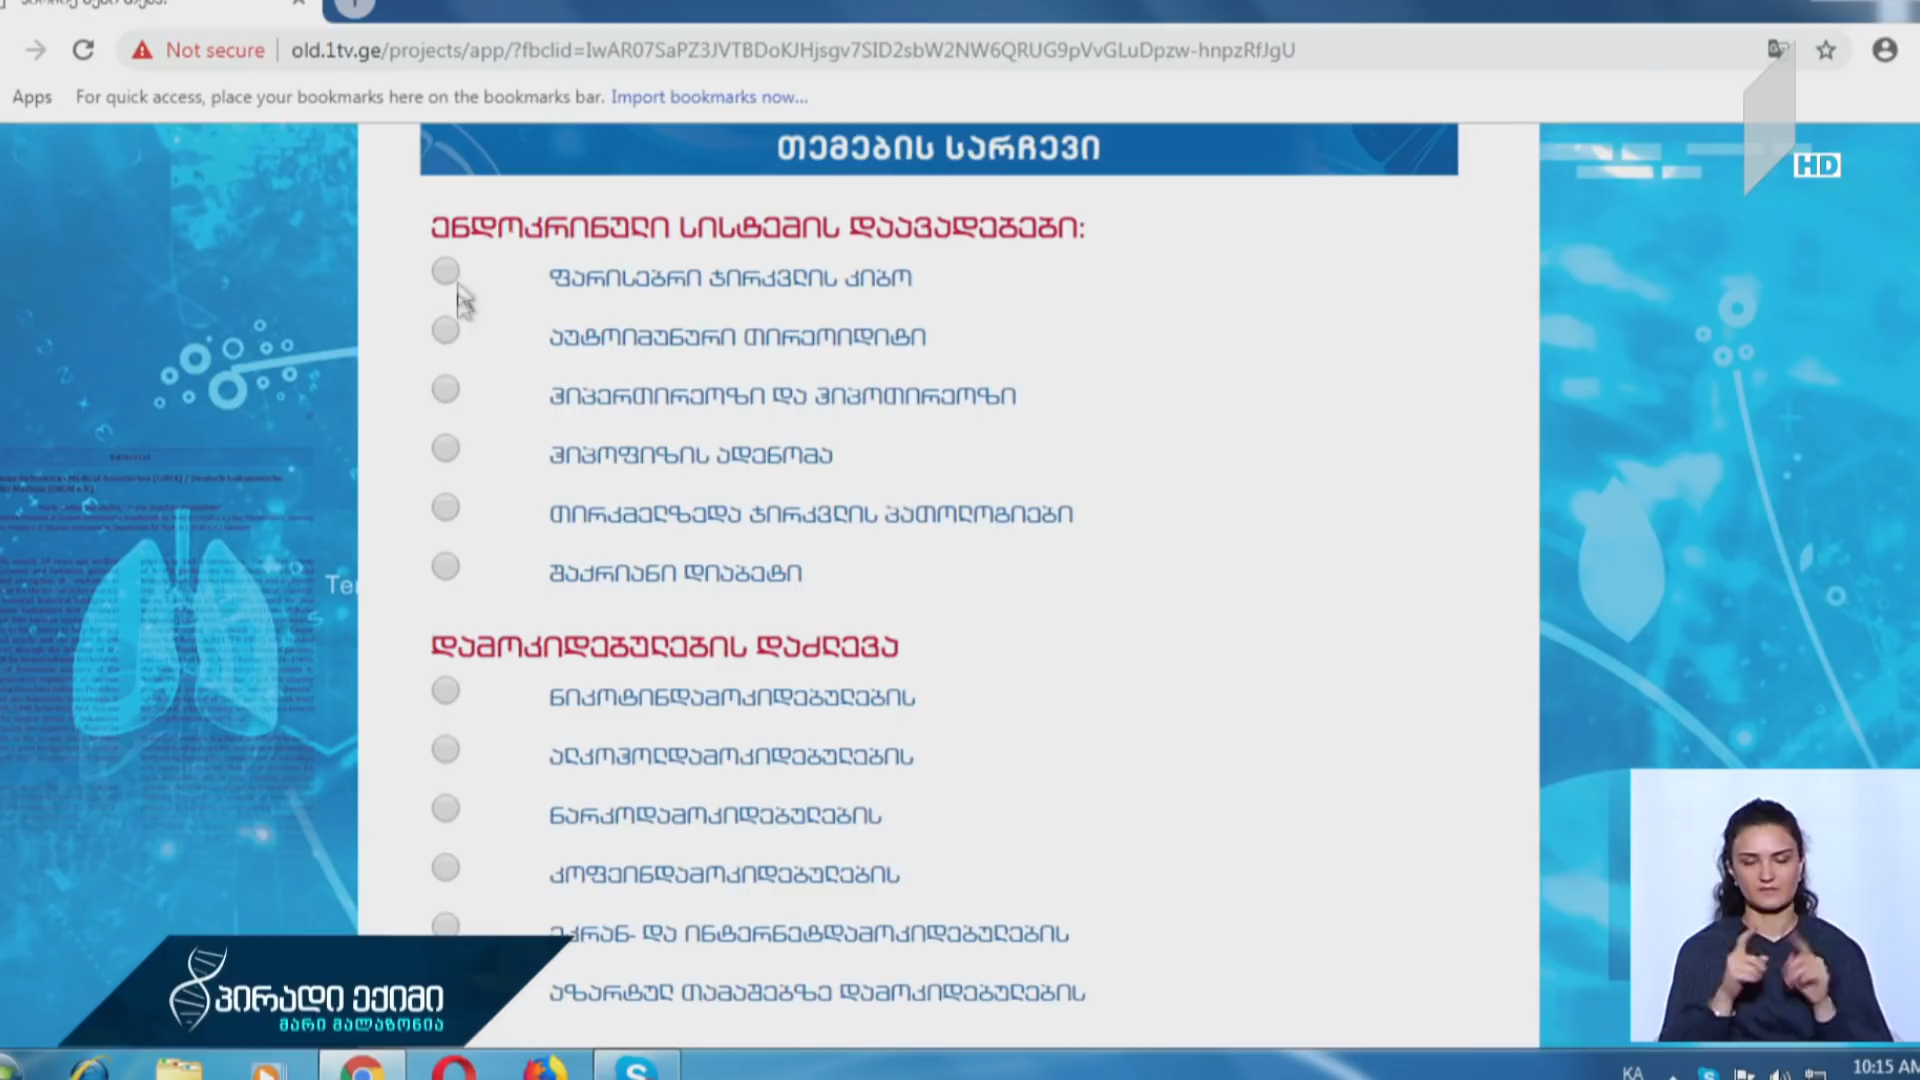 Not secure
old.1tv.ge/projects/app/?fbclid=IwAR07SaPZ3JVTBDoKJHjsgv7SID2sbW2NW6QRUG9pVvGLuDpzw-hnpzRfJgU
Apps For quick access, place your bookmarks here on the bookmarks bar. Import bookmarks now...
HD
თემების სარჩევი
ენდოკრინული სისტემის დაავადებები:
ფარისებრი ჯირკვლის კიბო
აუტოიმუნური თირეოიდიტი
ჰიპერთირეოზი და ჰიპოთირეოზი
ჰიპოფიზის ადენომა
თირკმელზედა ჯირკვლის პათოლოგიები
შაქრიანი დიაბეტი
დამოკიდებულების დაძლევა
ნიკოტინდამოკიდებულების
ალკოჰოლდამოკიდებულების
ნარკოდამოკიდებულების
კოფეინდამოკიდებულების
ეკრან- და ინტერნეტდამოკიდებულების
აზარტულ თამაშებზე დამოკიდებულების
პირადი ექიმი
მარი მალაზონია
KA
10:15 AM